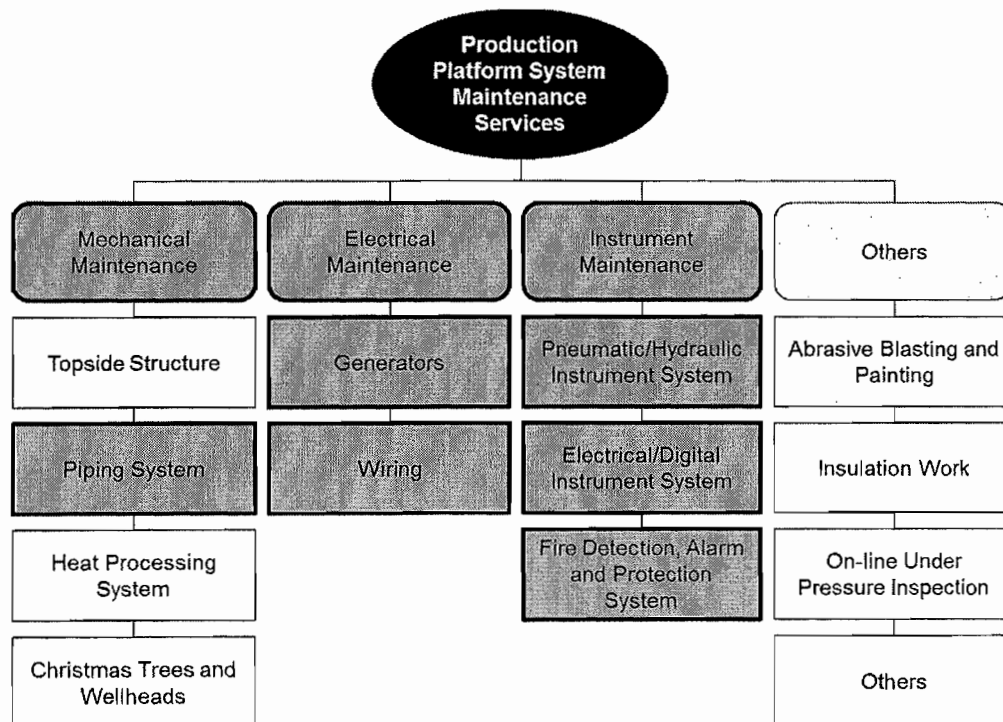 Production
Platform System
Maintenance
Services
Mechanical
Maintenance
Electrical
Maintenance
Instrument
Maintenance
Others
Topside Structure
Generators
Pneumatic/Hydraulic
Instrument System
Abrasive Blasting and
Painting
Piping System
Wiring
Electrical/Digital
Instrument System
Insulation Work
Heat Processing
System
Fire Detection, Alarm
and Protection
System
On-line Under
Pressure Inspection
Christmas Trees and
Wellheads
Others